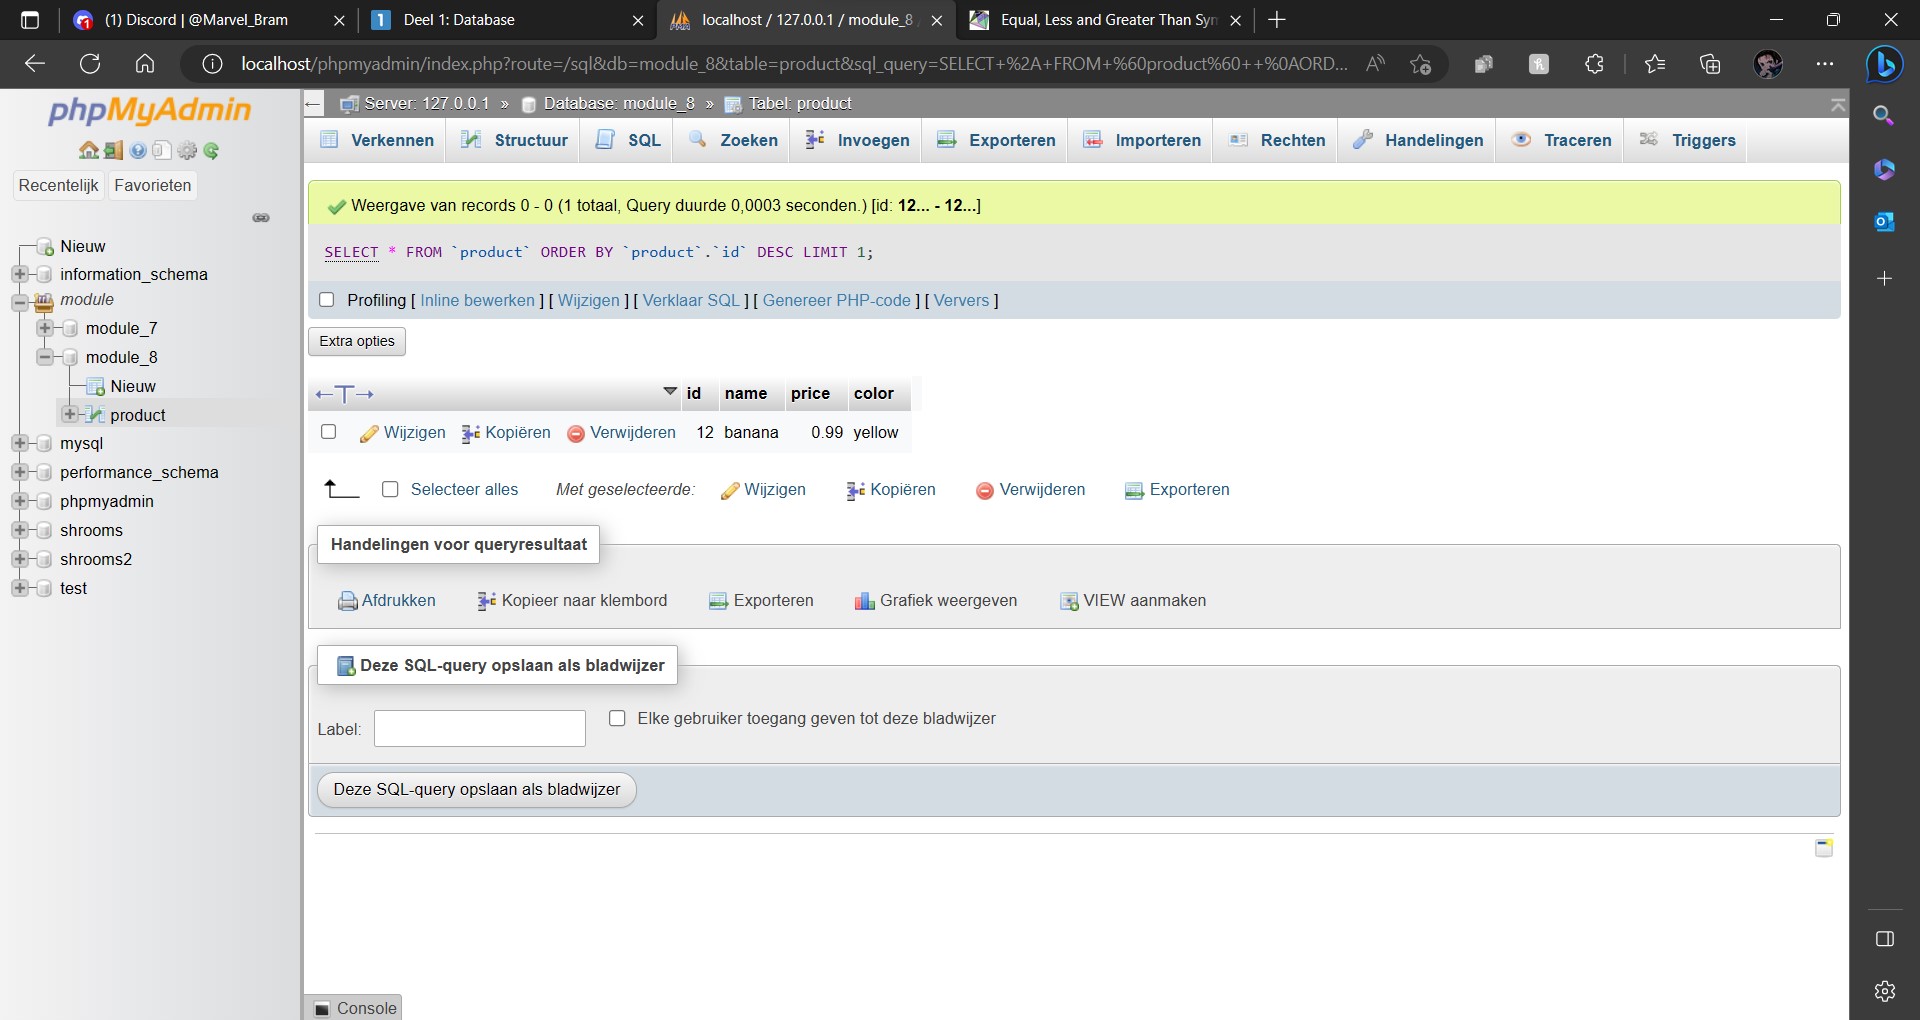 (1) Discord | @Marvel_Bram
Deel 1: Database
localhost / 127.0.0.1 / module_8
Equal, Less and Greater Than Sym
localhost/phpmyadmin/index.php?route=/sql&db=module_8&table=product&sql_query=SELECT+%2A+FROM+%60product%60++%0AORD...
phpMyAdmin
Recentelijk Favorieten
Nieuw
information_schema
module
module_7
module_8
Nieuw
product
mysql
performance_schema
phpmyadmin
shrooms
shrooms2
test
Server: 127.0.0.1 » Database: module_8 » Tabel: product
Verkennen Structuur SQL Zoeken Invoegen Exporteren Importeren Rechten Handelingen Traceren Triggers
Weergave van records 0 - 0 (1 totaal, Query duurde 0,0003 seconden.) [id: 12... - 12...]
SELECT * FROM `product` ORDER BY `product`.`id` DESC LIMIT 1;
Profiling [ Inline bewerken ] [ Wijzigen ] [ Verklaar SQL ] [ Genereer PHP-code ] [ Ververs ]
Extra opties
id name price color
Wijzigen Kopiëren Verwijderen 12 banana 0.99 yellow
Selecteer alles Met geselecteerde: Wijzigen Kopiëren Verwijderen Exporteren
Handelingen voor queryresultaat
Afdrukken Kopieer naar klembord Exporteren Grafiek weergeven VIEW aanmaken
Deze SQL-query opslaan als bladwijzer
Label: Elke gebruiker toegang geven tot deze bladwijzer
Deze SQL-query opslaan als bladwijzer
Console